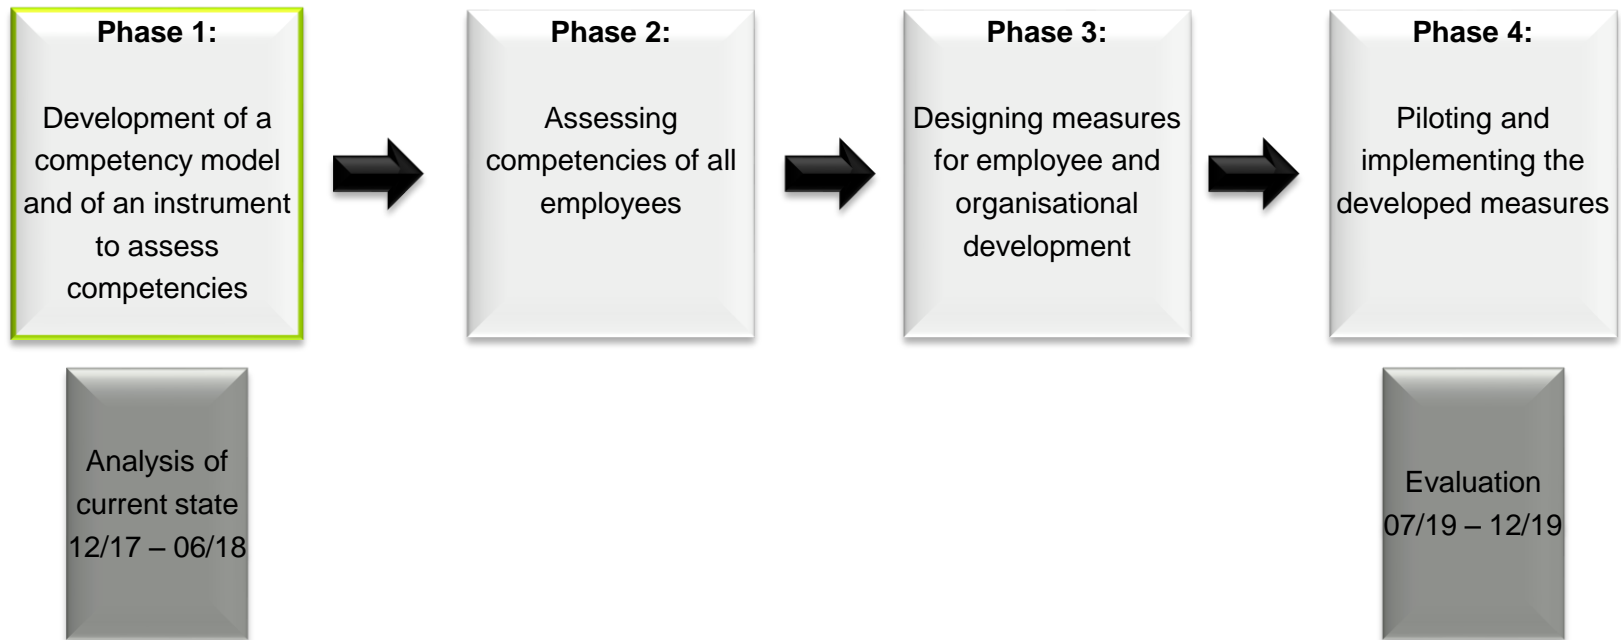 Phase 1:
Development of a
competency model
and of an instrument
to assess
competencies
Phase 2:
Assessing
competencies of all
employees
Phase 3:
Designing measures
for employee and
organisational
development
Phase 4:
Piloting and
implementing the
developed measures
Analysis of
current state
12/17 – 06/18
Evaluation
07/19 – 12/19